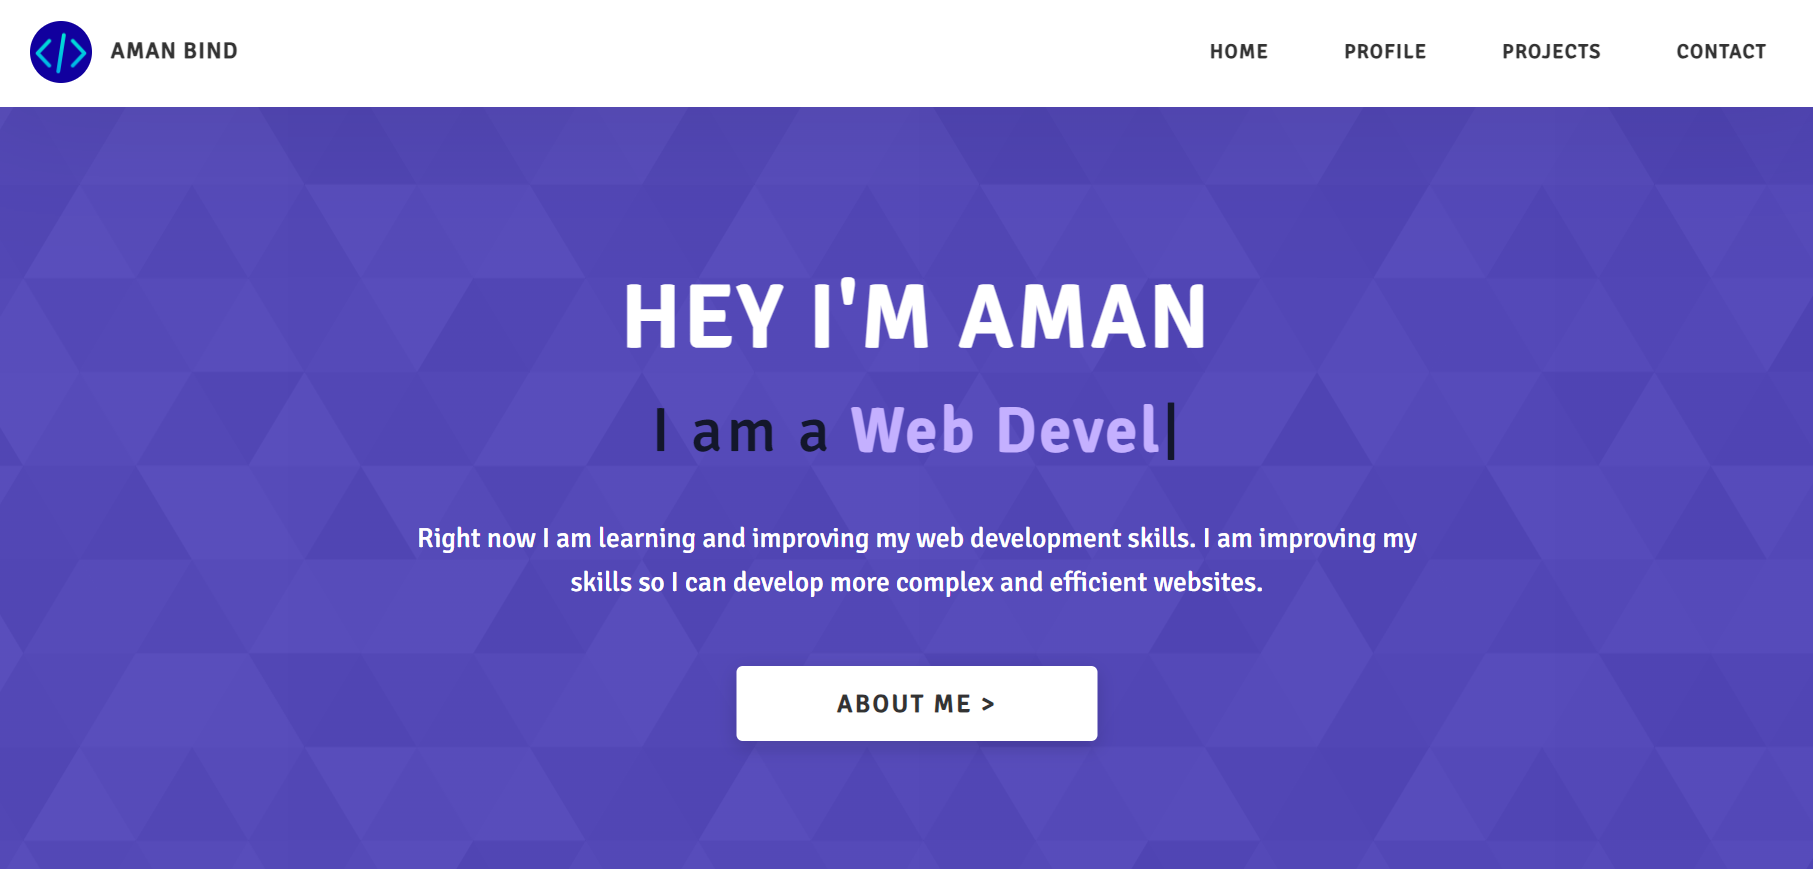 </> AMAN BIND
HOME PROFILE PROJECTS CONTACT
HEY I'M AMAN
I am a Web Devel|
Right now I am learning and improving my web development skills. I am improving my
skills so I can develop more complex and efficient websites.
ABOUT ME >